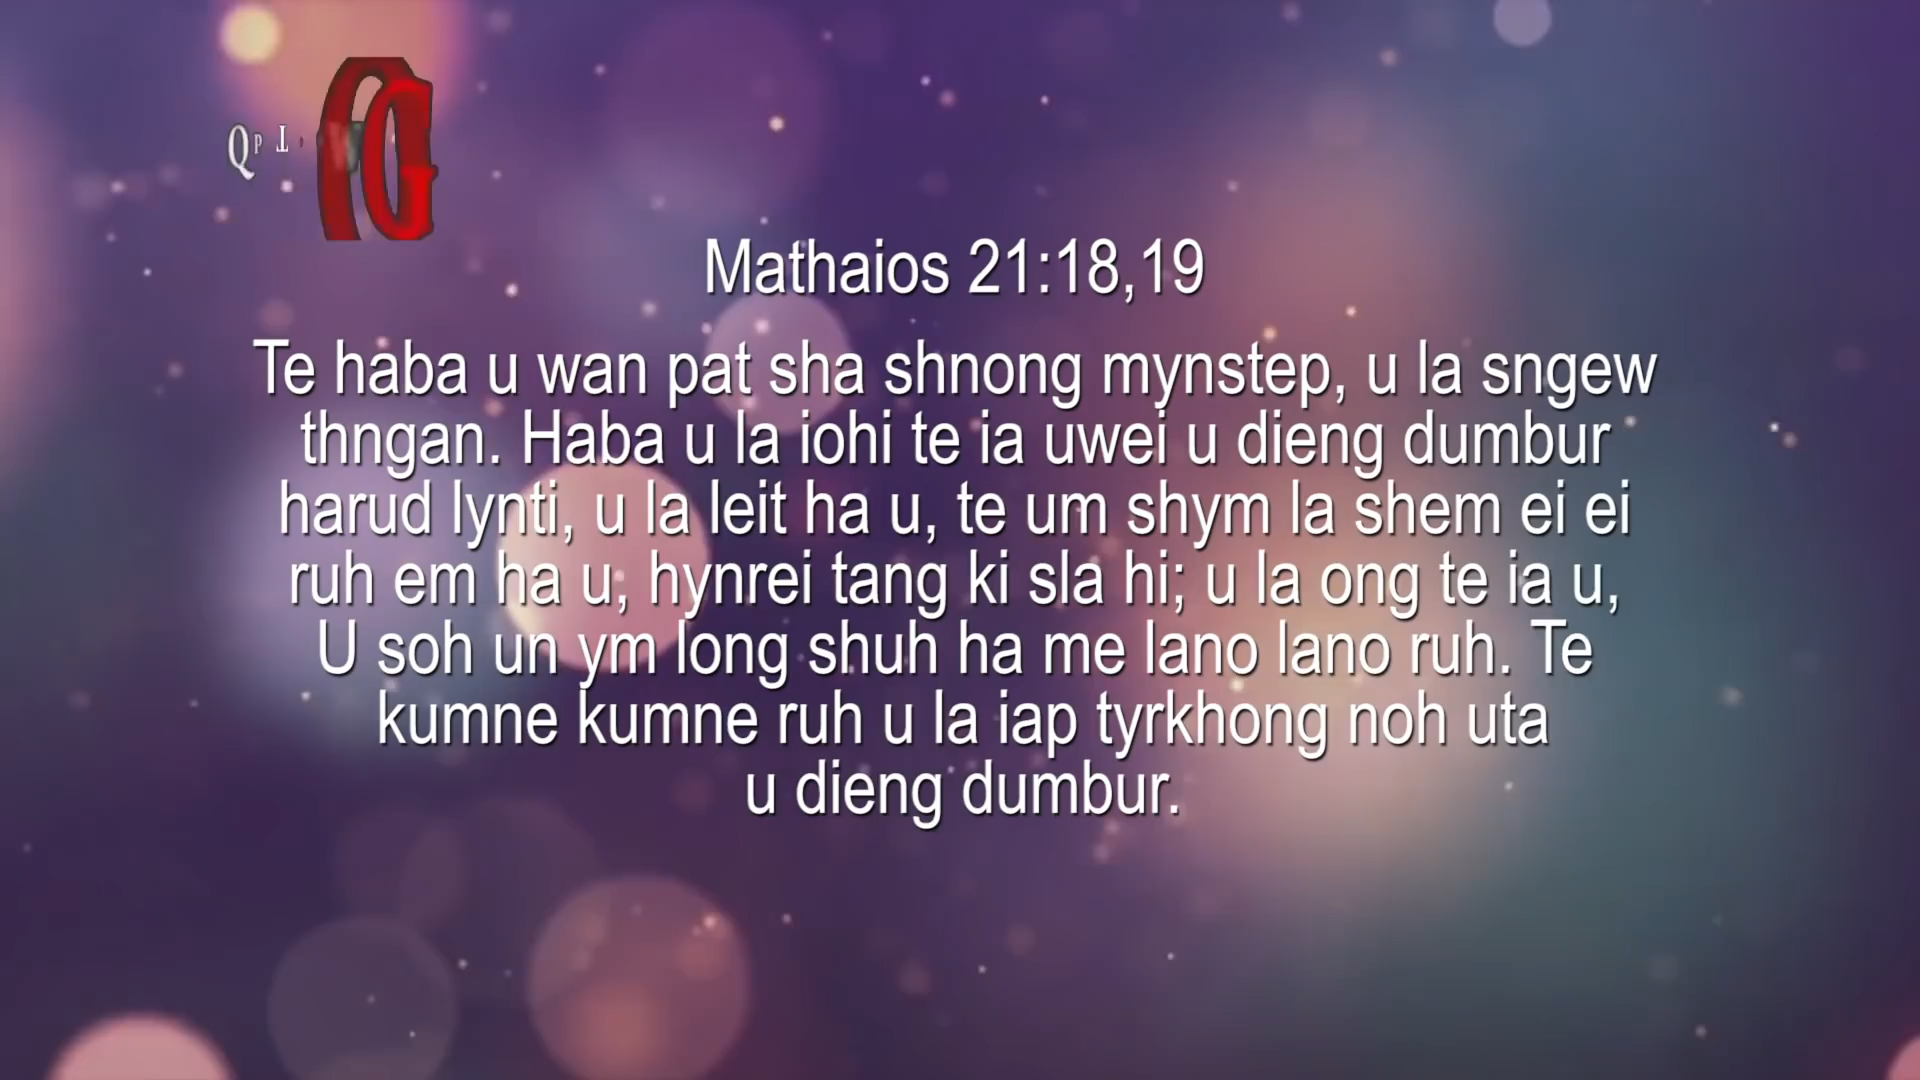 Mathaios 21:18,19
Te haba u wan pat sha shnong mynstep, u la sngew
thngan. Haba u la iohi te ia uwei u dieng dumbur
harud lynti, u la leit ha u, te um shym la shem ei ei
ruh em ha u, hynrei tang ki sla hi; u la ong te ia u,
U soh un ym long shuh ha me lano lano ruh. Te
kumne kumne ruh u la iap tyrkhong noh uta
u dieng dumbur.